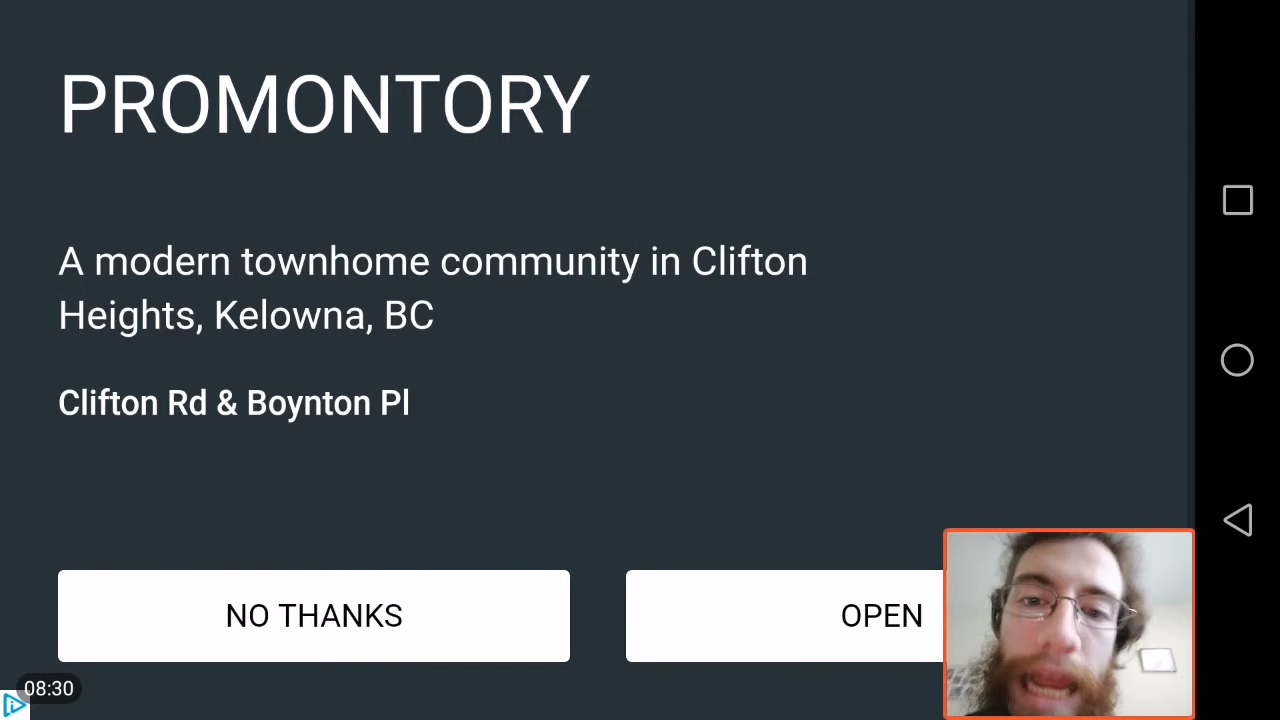 PROMONTORY
A modern townhome community in Clifton
Heights, Kelowna, BC
Clifton Rd & Boynton Pl
NO THANKS
OPEN
08:30